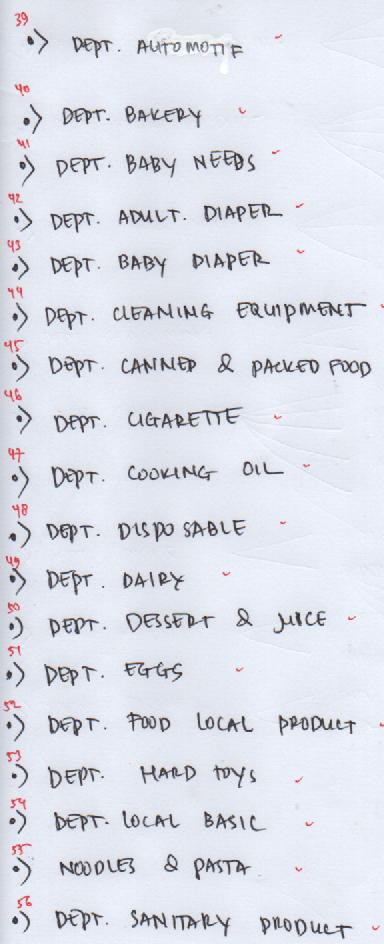 39
•> DEPT. AUTOMOTIF
40
•> DEPT. BAKERY
41
•> DEPT. BABY NEEDS
42
•> DEPT. ADULT. DIAPER
43
•> DEPT. BABY DIAPER
44
•> DEPT. CLEANING EQUIPMENT
45
•> DEPT. CANNED & PACKED FOOD
46
•> DEPT. CIGARETTE
47
•> DEPT. COOKING OIL
48
•> DEPT. DISPOSABLE
49
•> DEPT. DAIRY
50
•> DEPT. DESSERT & JUICE
51
•> DEPT. EGGS
52
•> DEPT. FOOD LOCAL PRODUCT
53
•> DEPT. HARD TOYS
54
•> DEPT. LOCAL BASIC
55
•> NOODLES & PASTA
56
•> DEPT. SANITARY PRODUCT